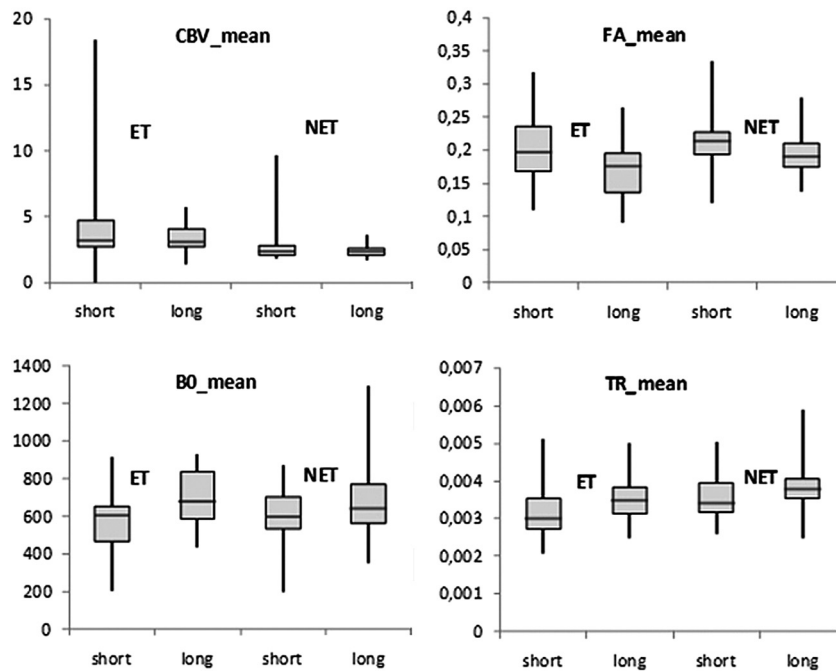 CBV_mean
20
15
10
5
0
ET
NET
short
long
short
long
FA_mean
0,4
0,35
0,3
0,25
0,2
0,15
0,1
0,05
0
ET
NET
short
long
short
long
B0_mean
1400
1200
1000
800
600
400
200
0
ET
NET
short
long
short
long
TR_mean
0,007
0,006
0,005
0,004
0,003
0,002
0,001
0
ET
NET
short
long
short
long